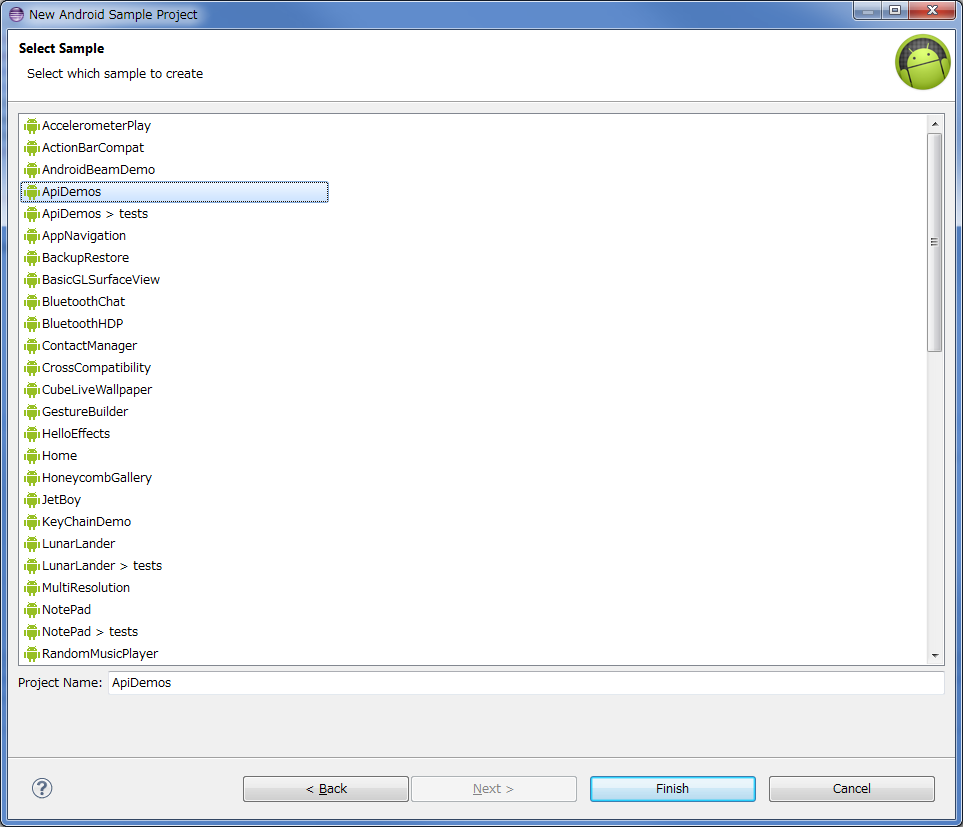 New Android Sample Project
Select Sample
Select which sample to create
AccelerometerPlay
ActionBarCompat
AndroidBeamDemo
ApiDemos
ApiDemos > tests
AppNavigation
BackupRestore
BasicGLSurfaceView
BluetoothChat
BluetoothHDP
ContactManager
CrossCompatibility
CubeLiveWallpaper
GestureBuilder
HelloEffects
Home
HoneycombGallery
JetBoy
KeyChainDemo
LunarLander
LunarLander > tests
MultiResolution
NotePad
NotePad > tests
RandomMusicPlayer
Project Name: ApiDemos
? < Back Next > Finish Cancel